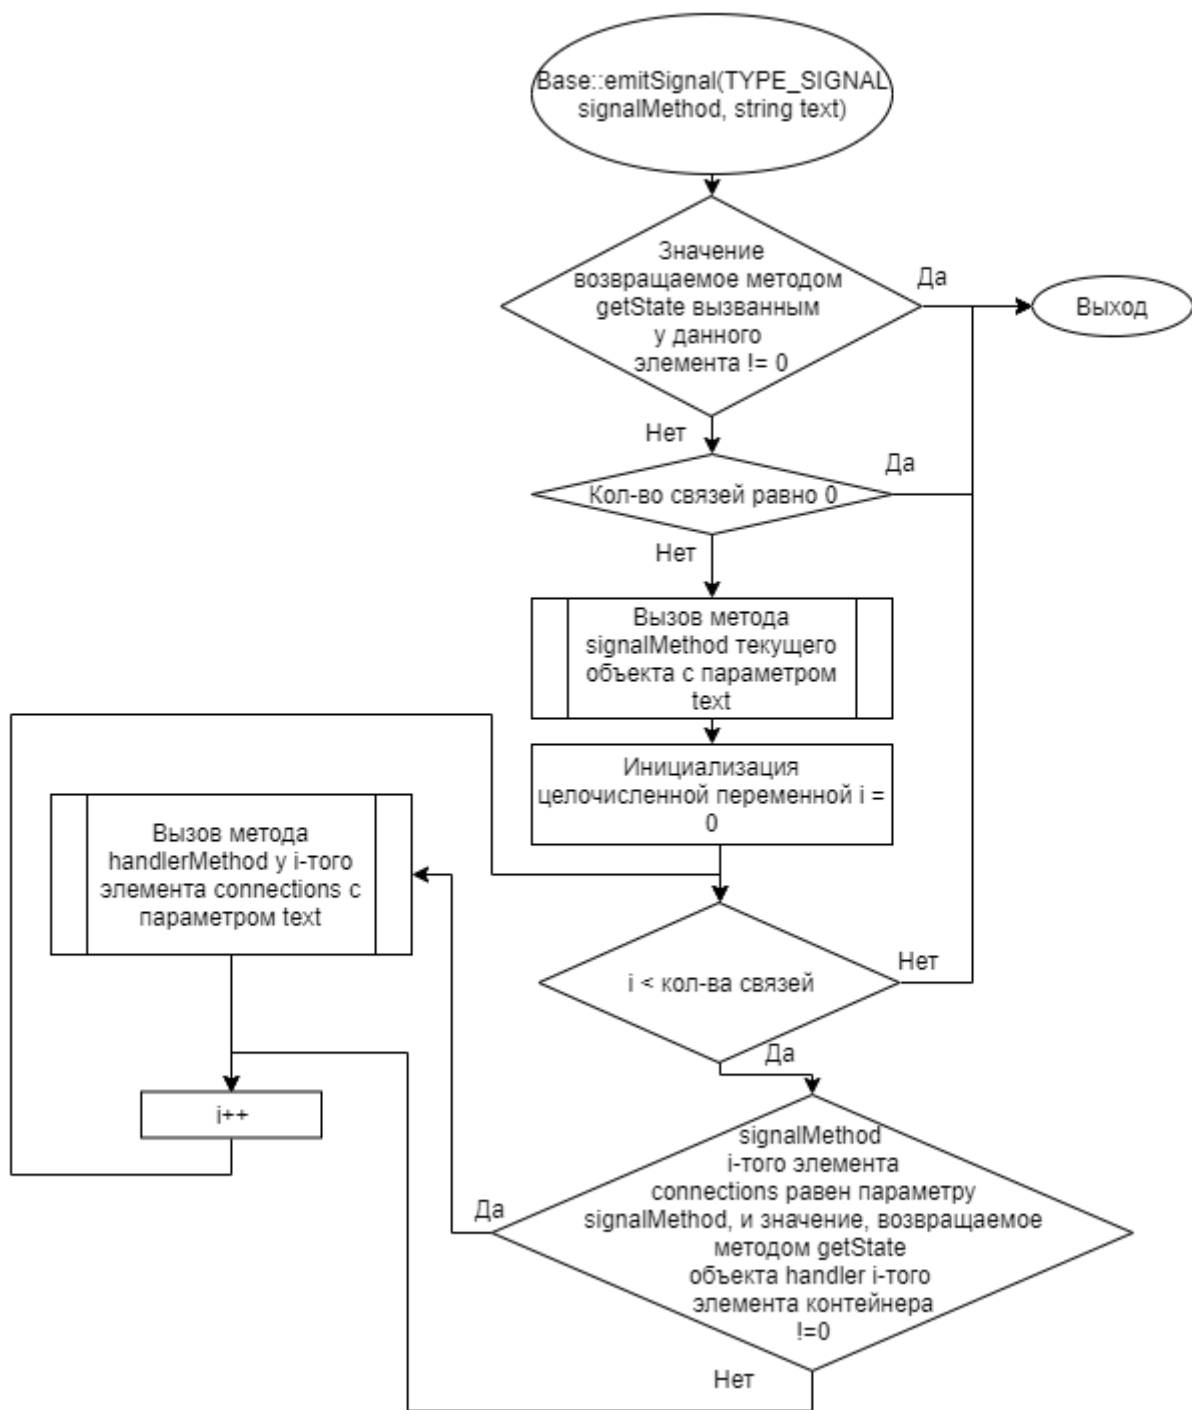 Base::emitSignal(TYPE_SIGNAL
signalMethod, string text)
Значение
возвращаемое методом
getState вызванным
у данного
элемента != 0
Да
Выход
Нет
Кол-во связей равно 0
Да
Нет
Вызов метода
signalMethod текущего
объекта с параметром
text
Инициализация
целочисленной переменной i =
0
Вызов метода
handlerMethod у i-того
элемента connections с
параметром text
i < кол-ва связей
Нет
Да
i++
signalMethod
i-того элемента
connections равен параметру
signalMethod, и значение, возвращаемое
методом getState
объекта handler i-того
элемента контейнера
!=0
Да
Нет